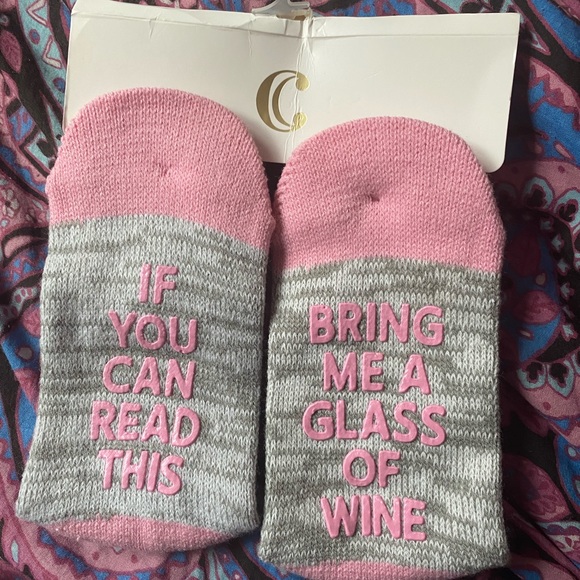 IF
YOU
CAN
READ
THIS
BRING
ME A
GLASS
OF
WINE